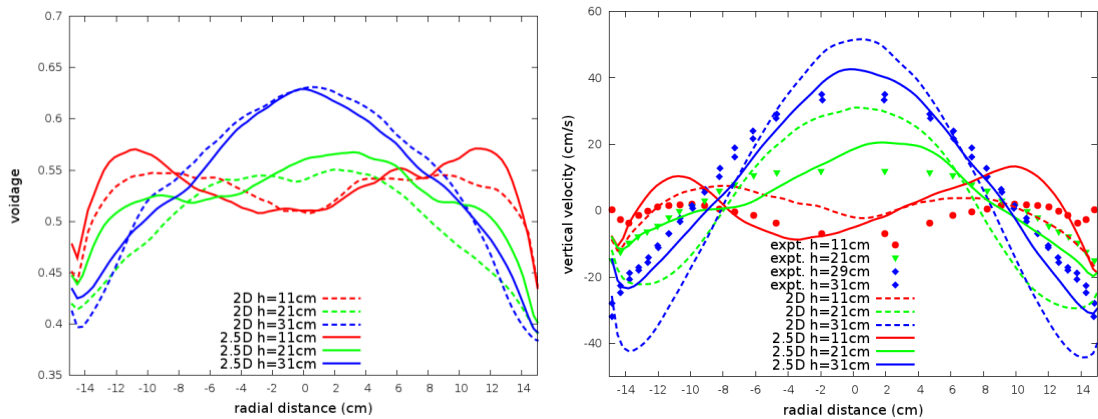 0.7
0.65
0.6
0.55
0.5
0.45
0.4
0.35
voidage
2D h=11cm
2D h=21cm
2D h=31cm
2.5D h=11cm
2.5D h=21cm
2.5D h=31cm
-14 -12 -10 -8 -6 -4 -2 0 2 4 6 8 10 12 14
radial distance (cm)
60
40
20
0
-20
-40
vertical velocity (cm/s)
expt. h=11cm
expt. h=21cm
expt. h=29cm
expt. h=31cm
2D h=11cm
2D h=21cm
2D h=31cm
2.5D h=11cm
2.5D h=21cm
2.5D h=31cm
-14 -12 -10 -8 -6 -4 -2 0 2 4 6 8 10 12 14
radial distance (cm)